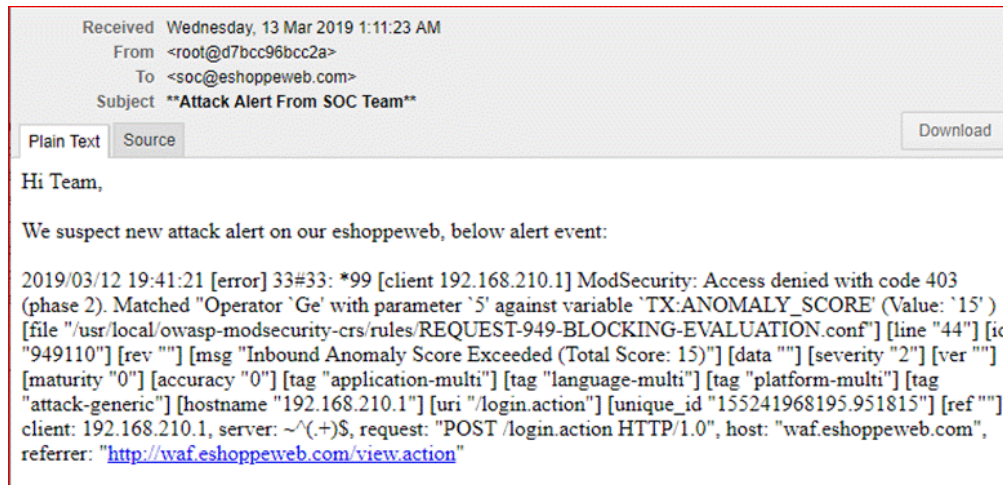 Received Wednesday, 13 Mar 2019 1:11:23 AM
From <root@d7bcc96bcc2a>
To <soc@eshoppeweb.com>
Subject **Attack Alert From SOC Team**
Plain Text Source Download
Hi Team,
We suspect new attack alert on our eshoppeweb, below alert event:
2019/03/12 19:41:21 [error] 33#33: *99 [client 192.168.210.1] ModSecurity: Access denied with code 403
(phase 2). Matched "Operator `Ge' with parameter `5' against variable `TX:ANOMALY_SCORE' (Value: `15' )
[file "/usr/local/owasp-modsecurity-crs/rules/REQUEST-949-BLOCKING-EVALUATION.conf"] [line "44"] [id
"949110"] [rev ""] [msg "Inbound Anomaly Score Exceeded (Total Score: 15)"] [data ""] [severity "2"] [ver ""]
[maturity "0"] [accuracy "0"] [tag "application-multi"] [tag "language-multi"] [tag "platform-multi"] [tag
"attack-generic"] [hostname "192.168.210.1"] [uri "/login.action"] [unique_id "155241968195.951815"] [ref ""]
client: 192.168.210.1, server: ~^(.+)$, request: "POST /login.action HTTP/1.0", host: "waf.eshoppeweb.com",
referrer: "http://waf.eshoppeweb.com/view.action"